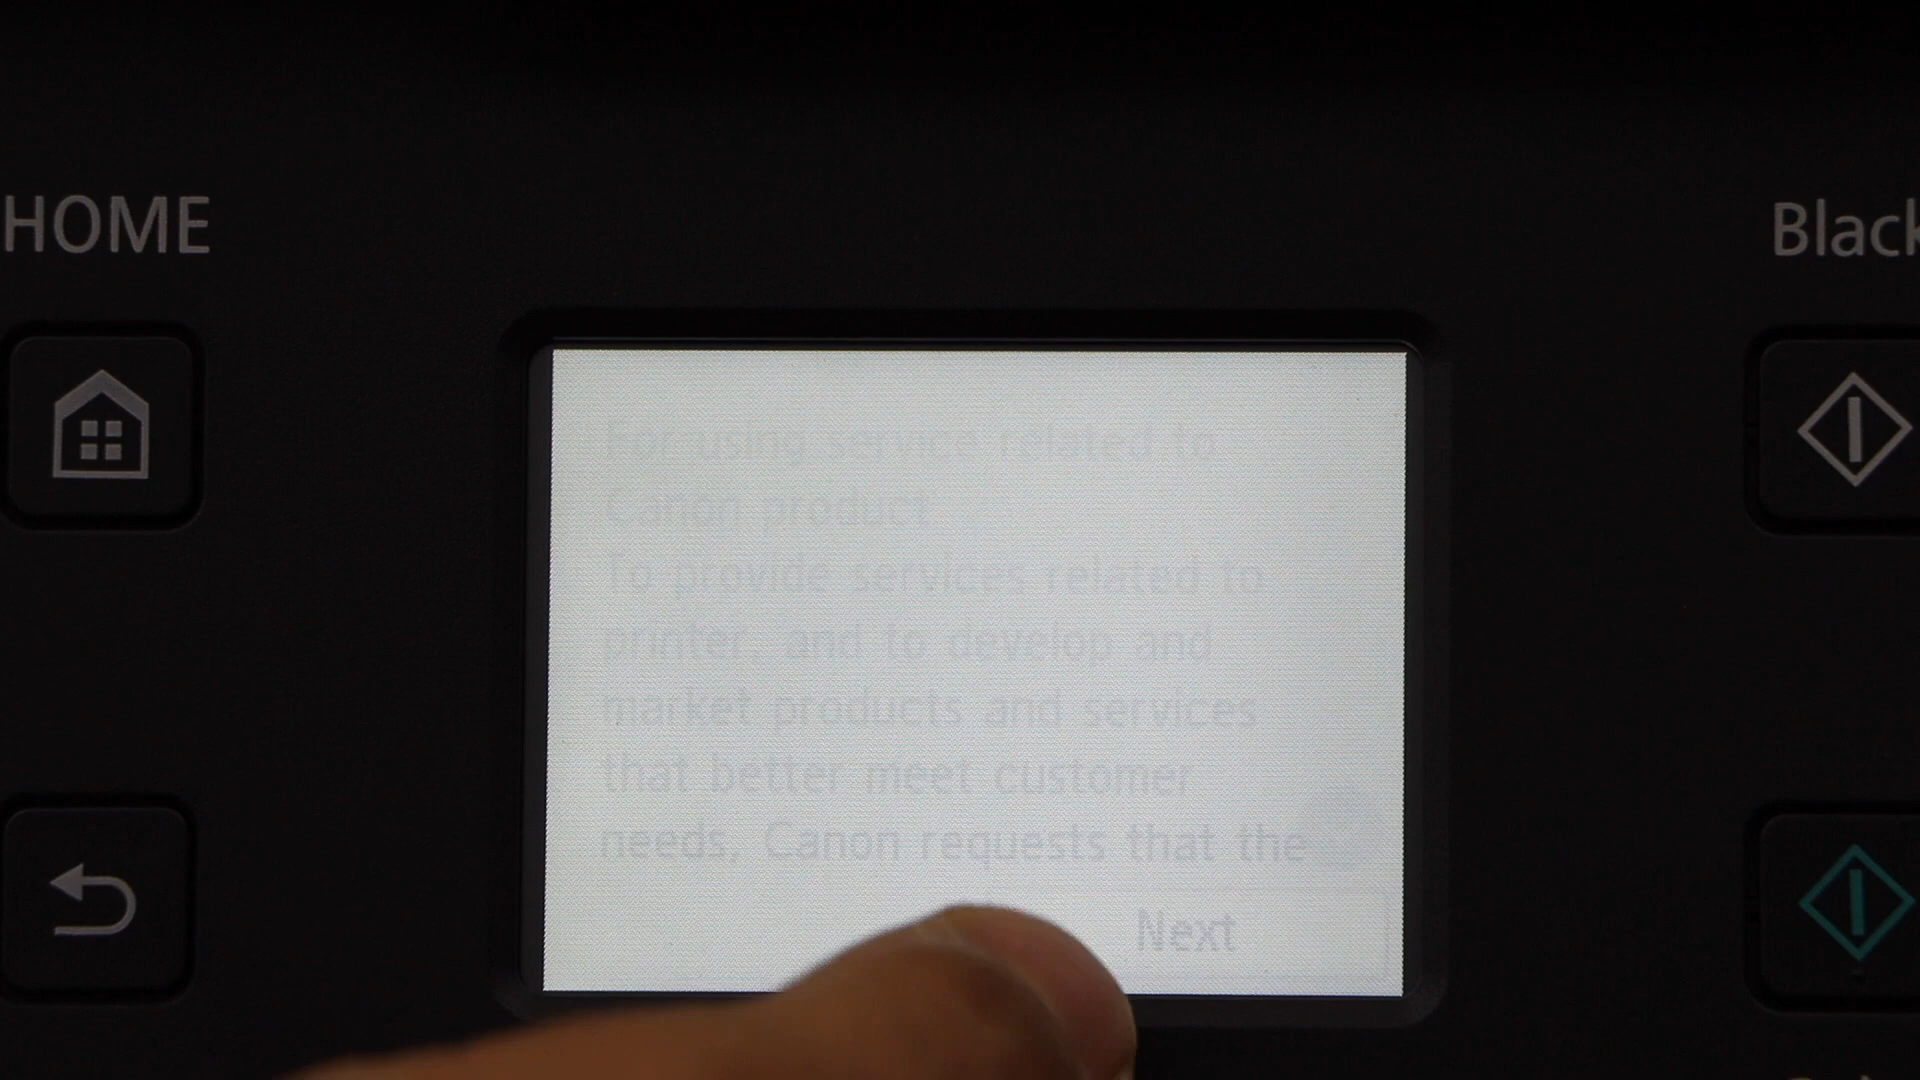 HOME
Black
For using service related to
Canon product
To provide services related to
printer, and to develop and
market products and services
that better meet customer
needs, Canon requests that the
Next